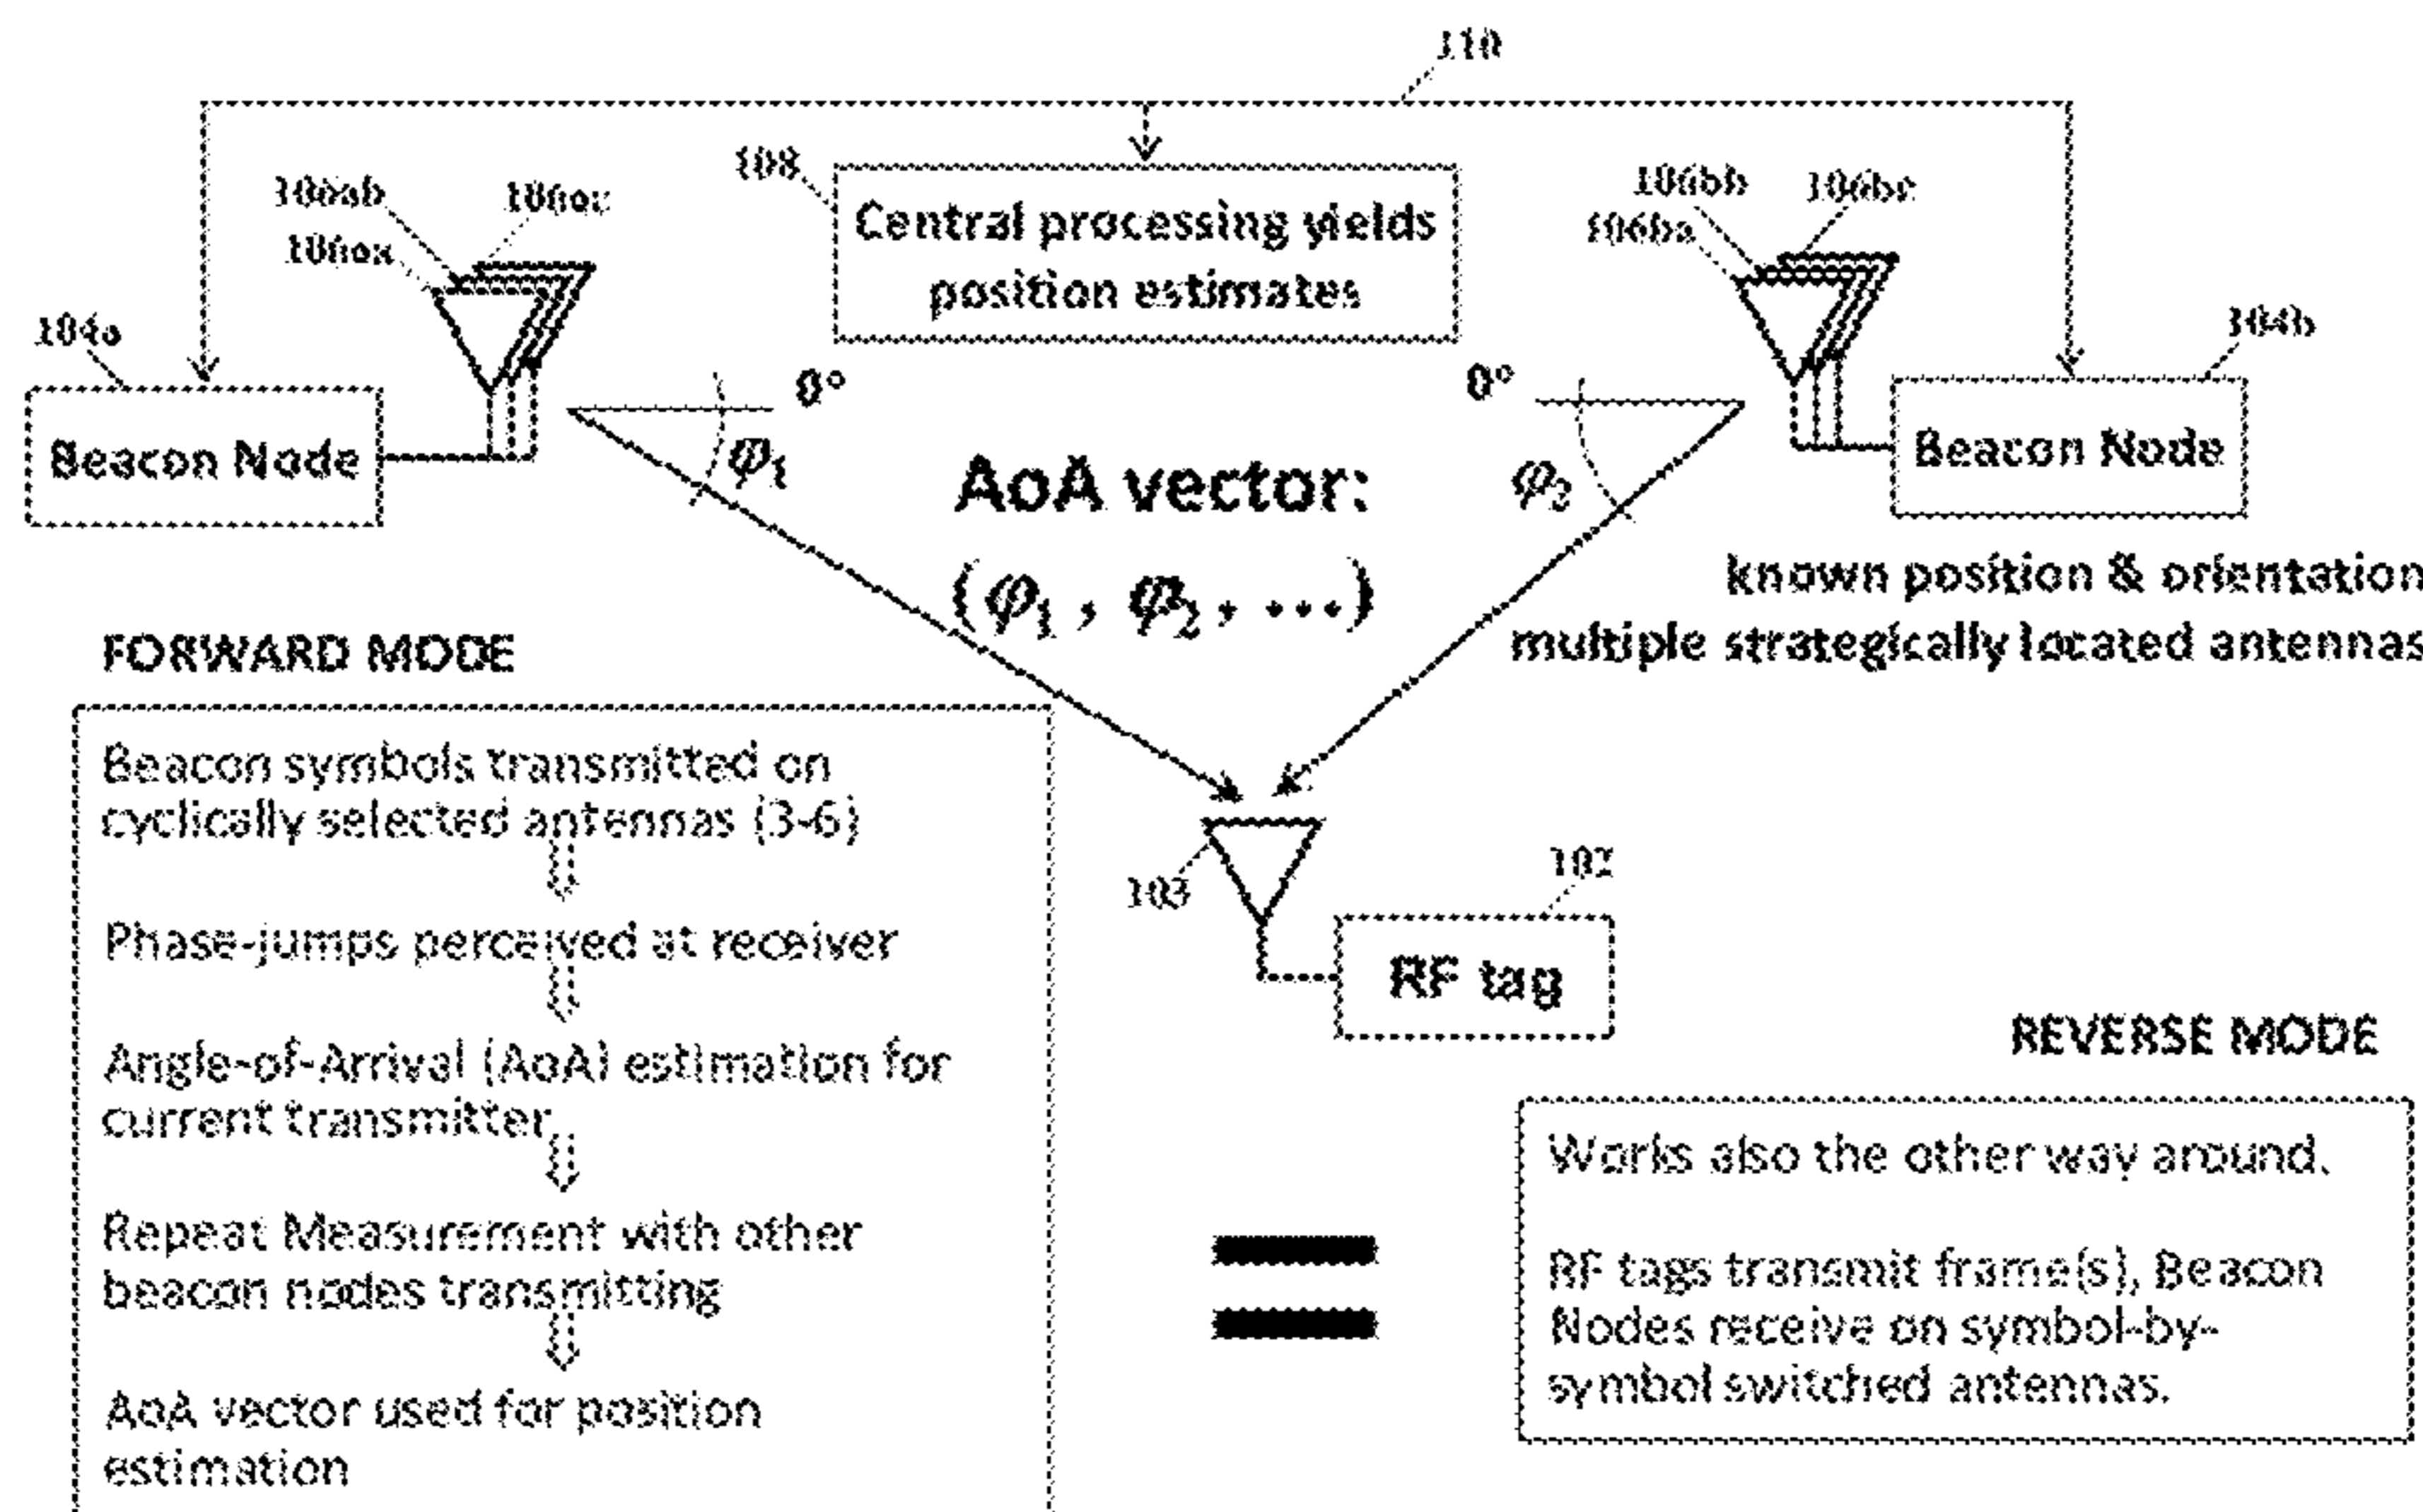 110
108
106ab
106ac
106aa
104a
Central processing yields
position estimates
106bb
106bc
106ba
104b
0°
0°
Beacon Node
φ1
AoA vector:
(φ1 , φ2 , ...)
φ2
Beacon Node
known position & orientation
multiple strategically located antennas
FORWARD MODE
Beacon symbols transmitted on
cyclically selected antennas (3-6)
Phase-jumps perceived at receiver
Angle-of-Arrival (AoA) estimation for
current transmitter
Repeat Measurement with other
beacon nodes transmitting
AoA vector used for position
estimation
103
102
RF tag
REVERSE MODE
Works also the other way around.
RF tags transmit frame(s), Beacon
Nodes receive on symbol-by-
symbol switched antennas.